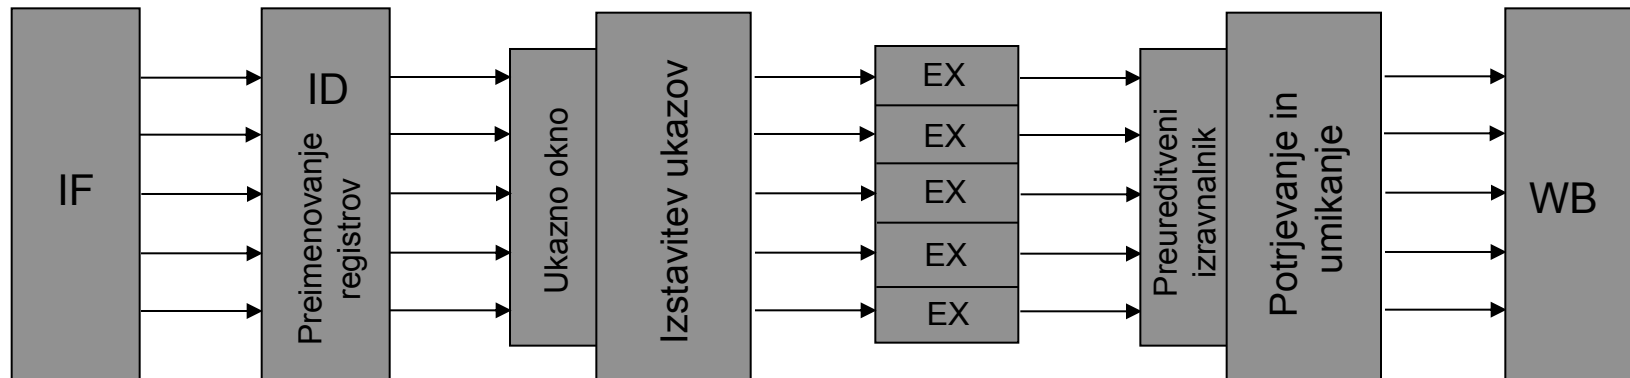 IF
ID
Preimenovanje
registrov
Ukazno okno
Izstavitev ukazov
EX
EX
EX
EX
EX
Preureditveni
izravnalnik
Potrjevanje in
umikanje
WB